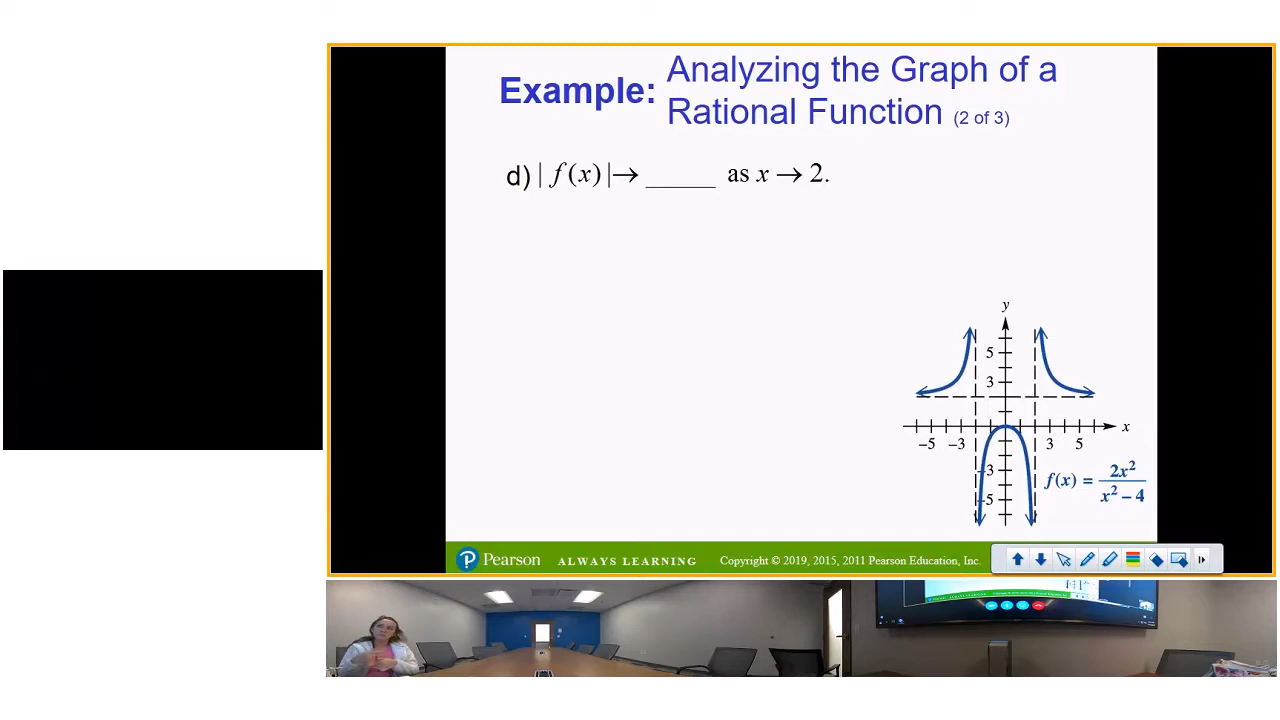 Example: Analyzing the Graph of a
Rational Function (2 of 3)
d) | f(x) |→ _____ as x → 2.
y
5
3
x
−5 −3 3 5
−3
−5
f(x) = 2x² / x² − 4
P Pearson ALWAYS LEARNING Copyright © 2019, 2015, 2011 Pearson Education, Inc.